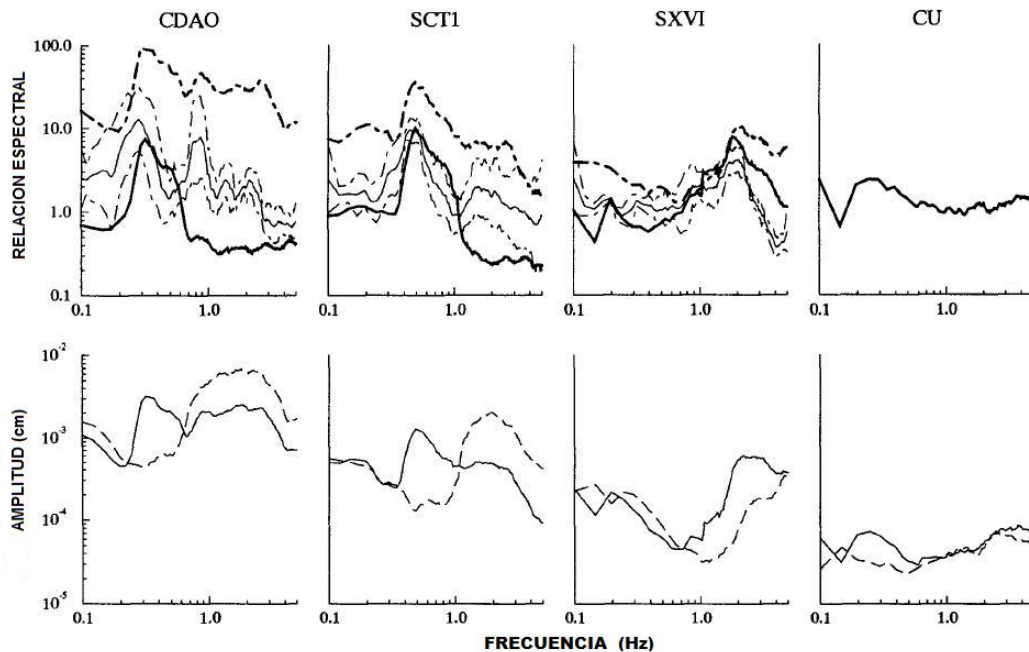 CDAO SCT1 SXVI CU
RELACION ESPECTRAL
100.0
10.0
1.0
0.1
0.1 1.0 0.1 1.0 0.1 1.0 0.1 1.0
AMPLITUD (cm)
10-2
10-3
10-4
10-5
0.1 1.0 0.1 1.0 0.1 1.0 0.1 1.0
FRECUENCIA (Hz)